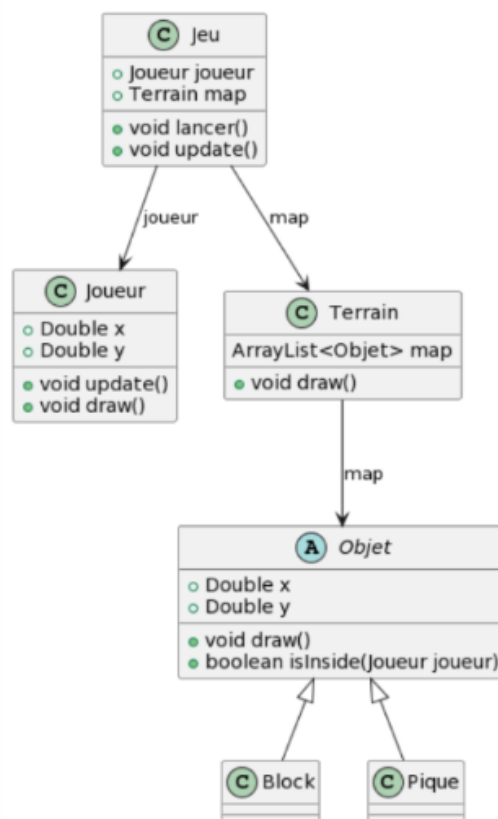 C Jeu
Joueur joueur
Terrain map
void lancer()
void update()
joueur
map
C Joueur
Double x
Double y
void update()
void draw()
C Terrain
ArrayList<Objet> map
void draw()
map
A Objet
Double x
Double y
void draw()
boolean isInside(Joueur joueur)
C Block
C Pique